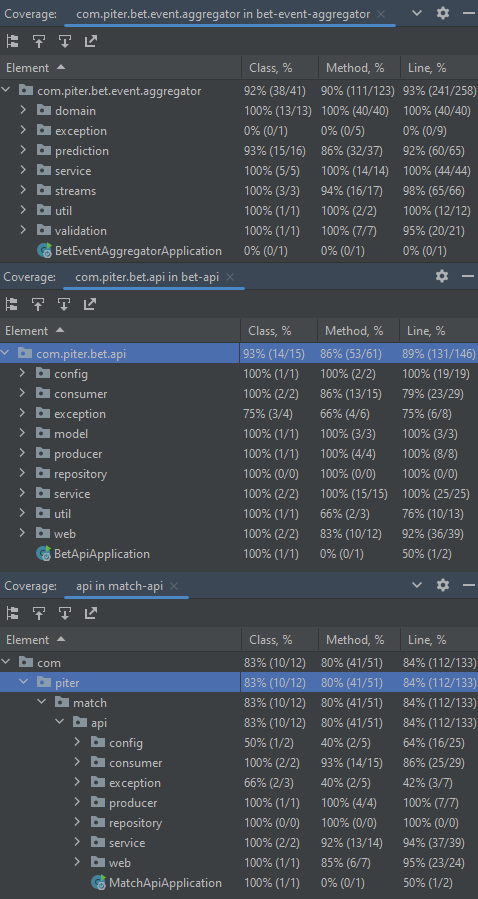 Coverage: com.piter.bet.event.aggregator in bet-event-aggregator
Element Class, % Method, % Line, %
com.piter.bet.event.aggregator 92% (38/41) 90% (111/123) 93% (241/258)
domain 100% (13/13) 100% (40/40) 100% (40/40)
exception 0% (0/1) 0% (0/5) 0% (0/9)
prediction 93% (15/16) 86% (32/37) 92% (60/65)
service 100% (5/5) 100% (14/14) 100% (44/44)
streams 100% (3/3) 94% (16/17) 98% (65/66)
util 100% (1/1) 100% (2/2) 100% (12/12)
validation 100% (1/1) 100% (7/7) 95% (20/21)
BetEventAggregatorApplication 0% (0/1) 0% (0/1) 0% (0/1)
Coverage: com.piter.bet.api in bet-api
Element Class, % Method, % Line, %
com.piter.bet.api 93% (14/15) 86% (53/61) 89% (131/146)
config 100% (1/1) 100% (2/2) 100% (19/19)
consumer 100% (2/2) 86% (13/15) 79% (23/29)
exception 75% (3/4) 66% (4/6) 75% (6/8)
model 100% (1/1) 100% (3/3) 100% (3/3)
producer 100% (1/1) 100% (4/4) 100% (8/8)
repository 100% (0/0) 100% (0/0) 100% (0/0)
service 100% (2/2) 100% (15/15) 100% (25/25)
util 100% (1/1) 66% (2/3) 76% (10/13)
web 100% (2/2) 83% (10/12) 92% (36/39)
BetApiApplication 100% (1/1) 0% (0/1) 50% (1/2)
Coverage: api in match-api
Element Class, % Method, % Line, %
com 83% (10/12) 80% (41/51) 84% (112/133)
piter 83% (10/12) 80% (41/51) 84% (112/133)
match 83% (10/12) 80% (41/51) 84% (112/133)
api 83% (10/12) 80% (41/51) 84% (112/133)
config 50% (1/2) 40% (2/5) 64% (16/25)
consumer 100% (2/2) 93% (14/15) 86% (25/29)
exception 66% (2/3) 40% (2/5) 42% (3/7)
producer 100% (1/1) 100% (4/4) 100% (7/7)
repository 100% (0/0) 100% (0/0) 100% (0/0)
service 100% (2/2) 92% (13/14) 94% (37/39)
web 100% (1/1) 85% (6/7) 95% (23/24)
MatchApiApplication 100% (1/1) 0% (0/1) 50% (1/2)